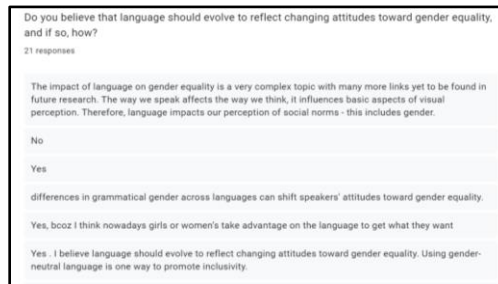 Do you believe that language should evolve to reflect changing attitudes toward gender equality,
and if so, how?
21 responses
The impact of language on gender equality is a very complex topic with many more links yet to be found in
future research. The way we speak affects the way we think, it influences basic aspects of visual
perception. Therefore, language impacts our perception of social norms - this includes gender.
No
Yes
differences in grammatical gender across languages can shift speakers' attitudes toward gender equality.
Yes, bcoz I think nowadays girls or women's take advantage on the language to get what they want
Yes . I believe language should evolve to reflect changing attitudes toward gender equality. Using gender-
neutral language is one way to promote inclusivity.